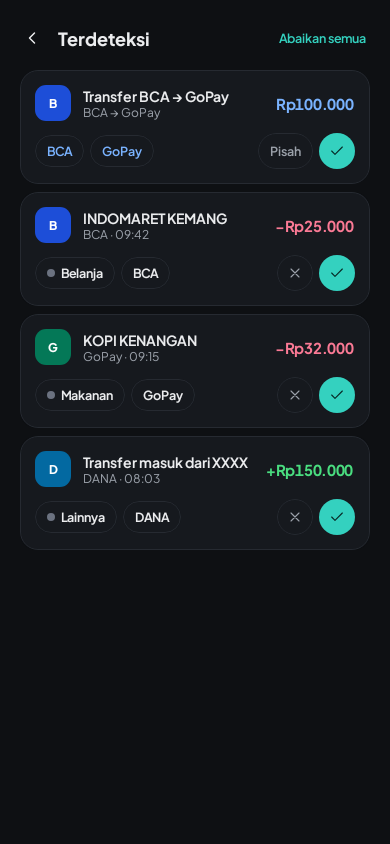 Terdeteksi
Abaikan semua
B
Transfer BCA → GoPay
BCA → GoPay
Rp100.000
BCA
GoPay
Pisah
B
INDOMARET KEMANG
BCA · 09:42
−Rp25.000
Belanja
BCA
G
KOPI KENANGAN
GoPay · 09:15
−Rp32.000
Makanan
GoPay
D
Transfer masuk dari XXXX
DANA · 08:03
+Rp150.000
Lainnya
DANA